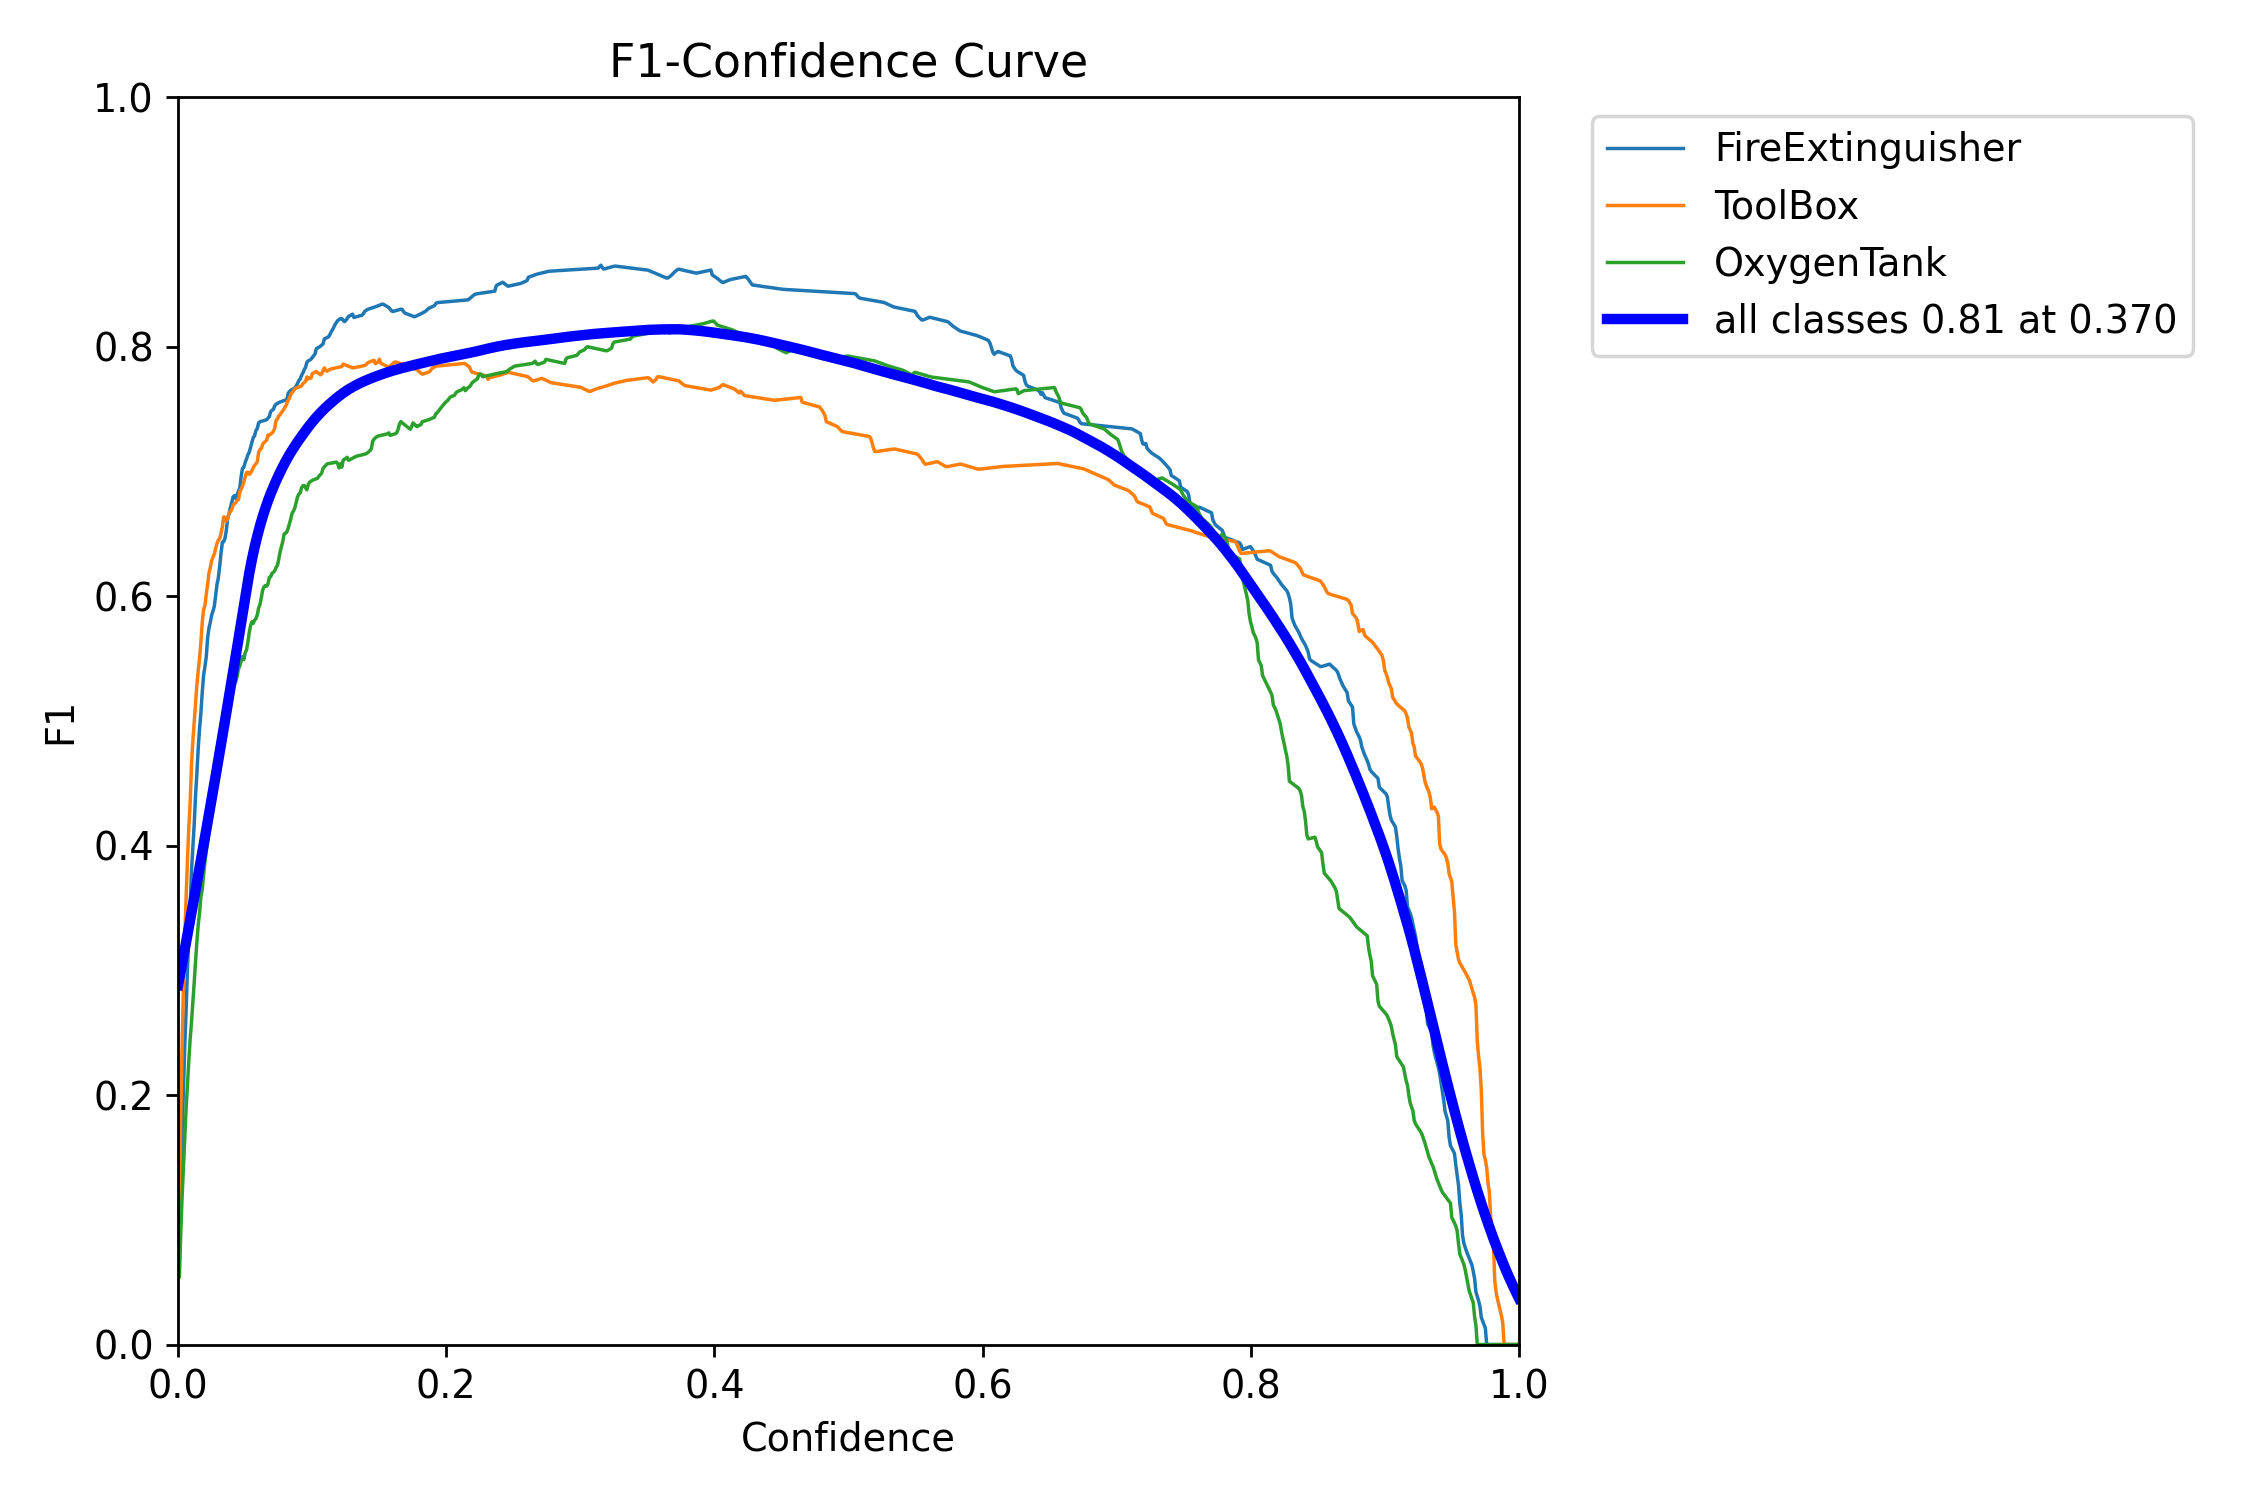 F1-Confidence Curve
1.0
0.8
0.6
0.4
0.2
0.0
F1
0.0 0.2 0.4 0.6 0.8 1.0
Confidence
FireExtinguisher
ToolBox
OxygenTank
all classes 0.81 at 0.370